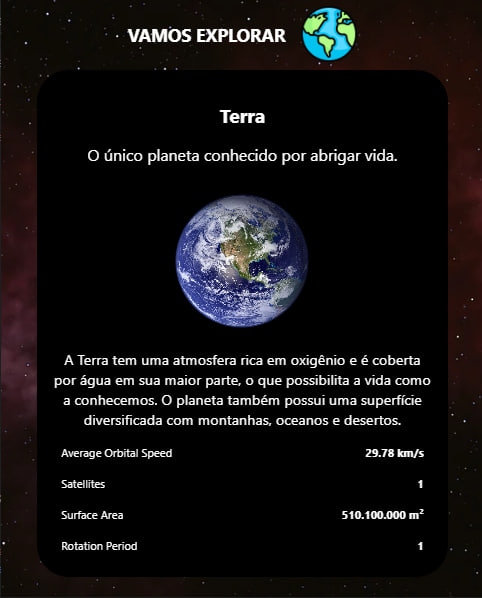 VAMOS EXPLORAR
Terra
O único planeta conhecido por abrigar vida.
A Terra tem uma atmosfera rica em oxigênio e é coberta
por água em sua maior parte, o que possibilita a vida como
a conhecemos. O planeta também possui uma superfície
diversificada com montanhas, oceanos e desertos.
Average Orbital Speed 29.78 km/s
Satellites 1
Surface Area 510.100.000 m²
Rotation Period 1